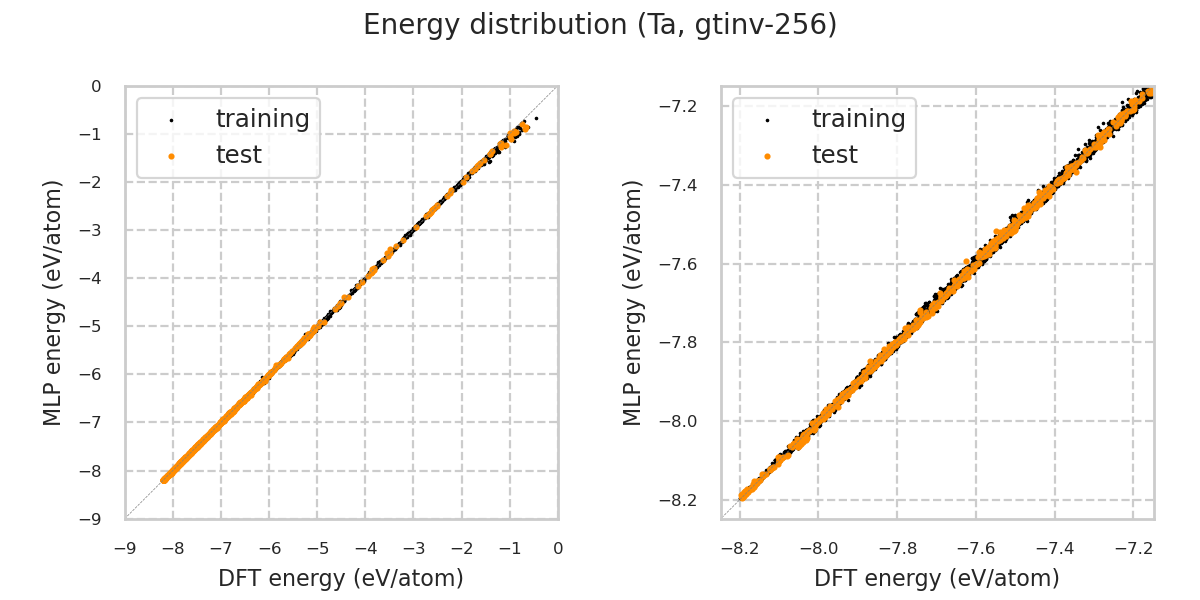 Energy distribution (Ta, gtinv-256)
training
test
0
−1
−2
−3
−4
−5
−6
−7
−8
−9
MLP energy (eV/atom)
−9 −8 −7 −6 −5 −4 −3 −2 −1 0
DFT energy (eV/atom)
training
test
−7.2
−7.4
−7.6
−7.8
−8.0
−8.2
MLP energy (eV/atom)
−8.2 −8.0 −7.8 −7.6 −7.4 −7.2
DFT energy (eV/atom)